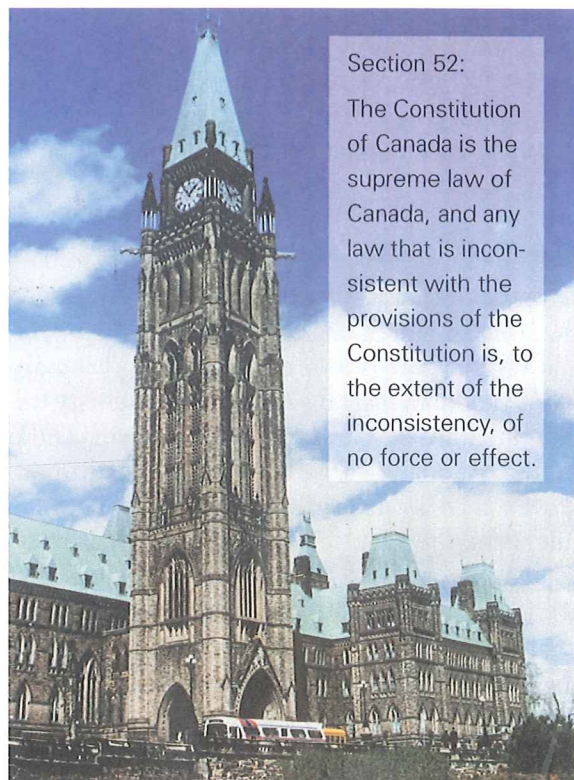 Section 52:
The Constitution
of Canada is the
supreme law of
Canada, and any
law that is incon-
sistent with the
provisions of the
Constitution is, to
the extent of the
inconsistency, of
no force or effect.